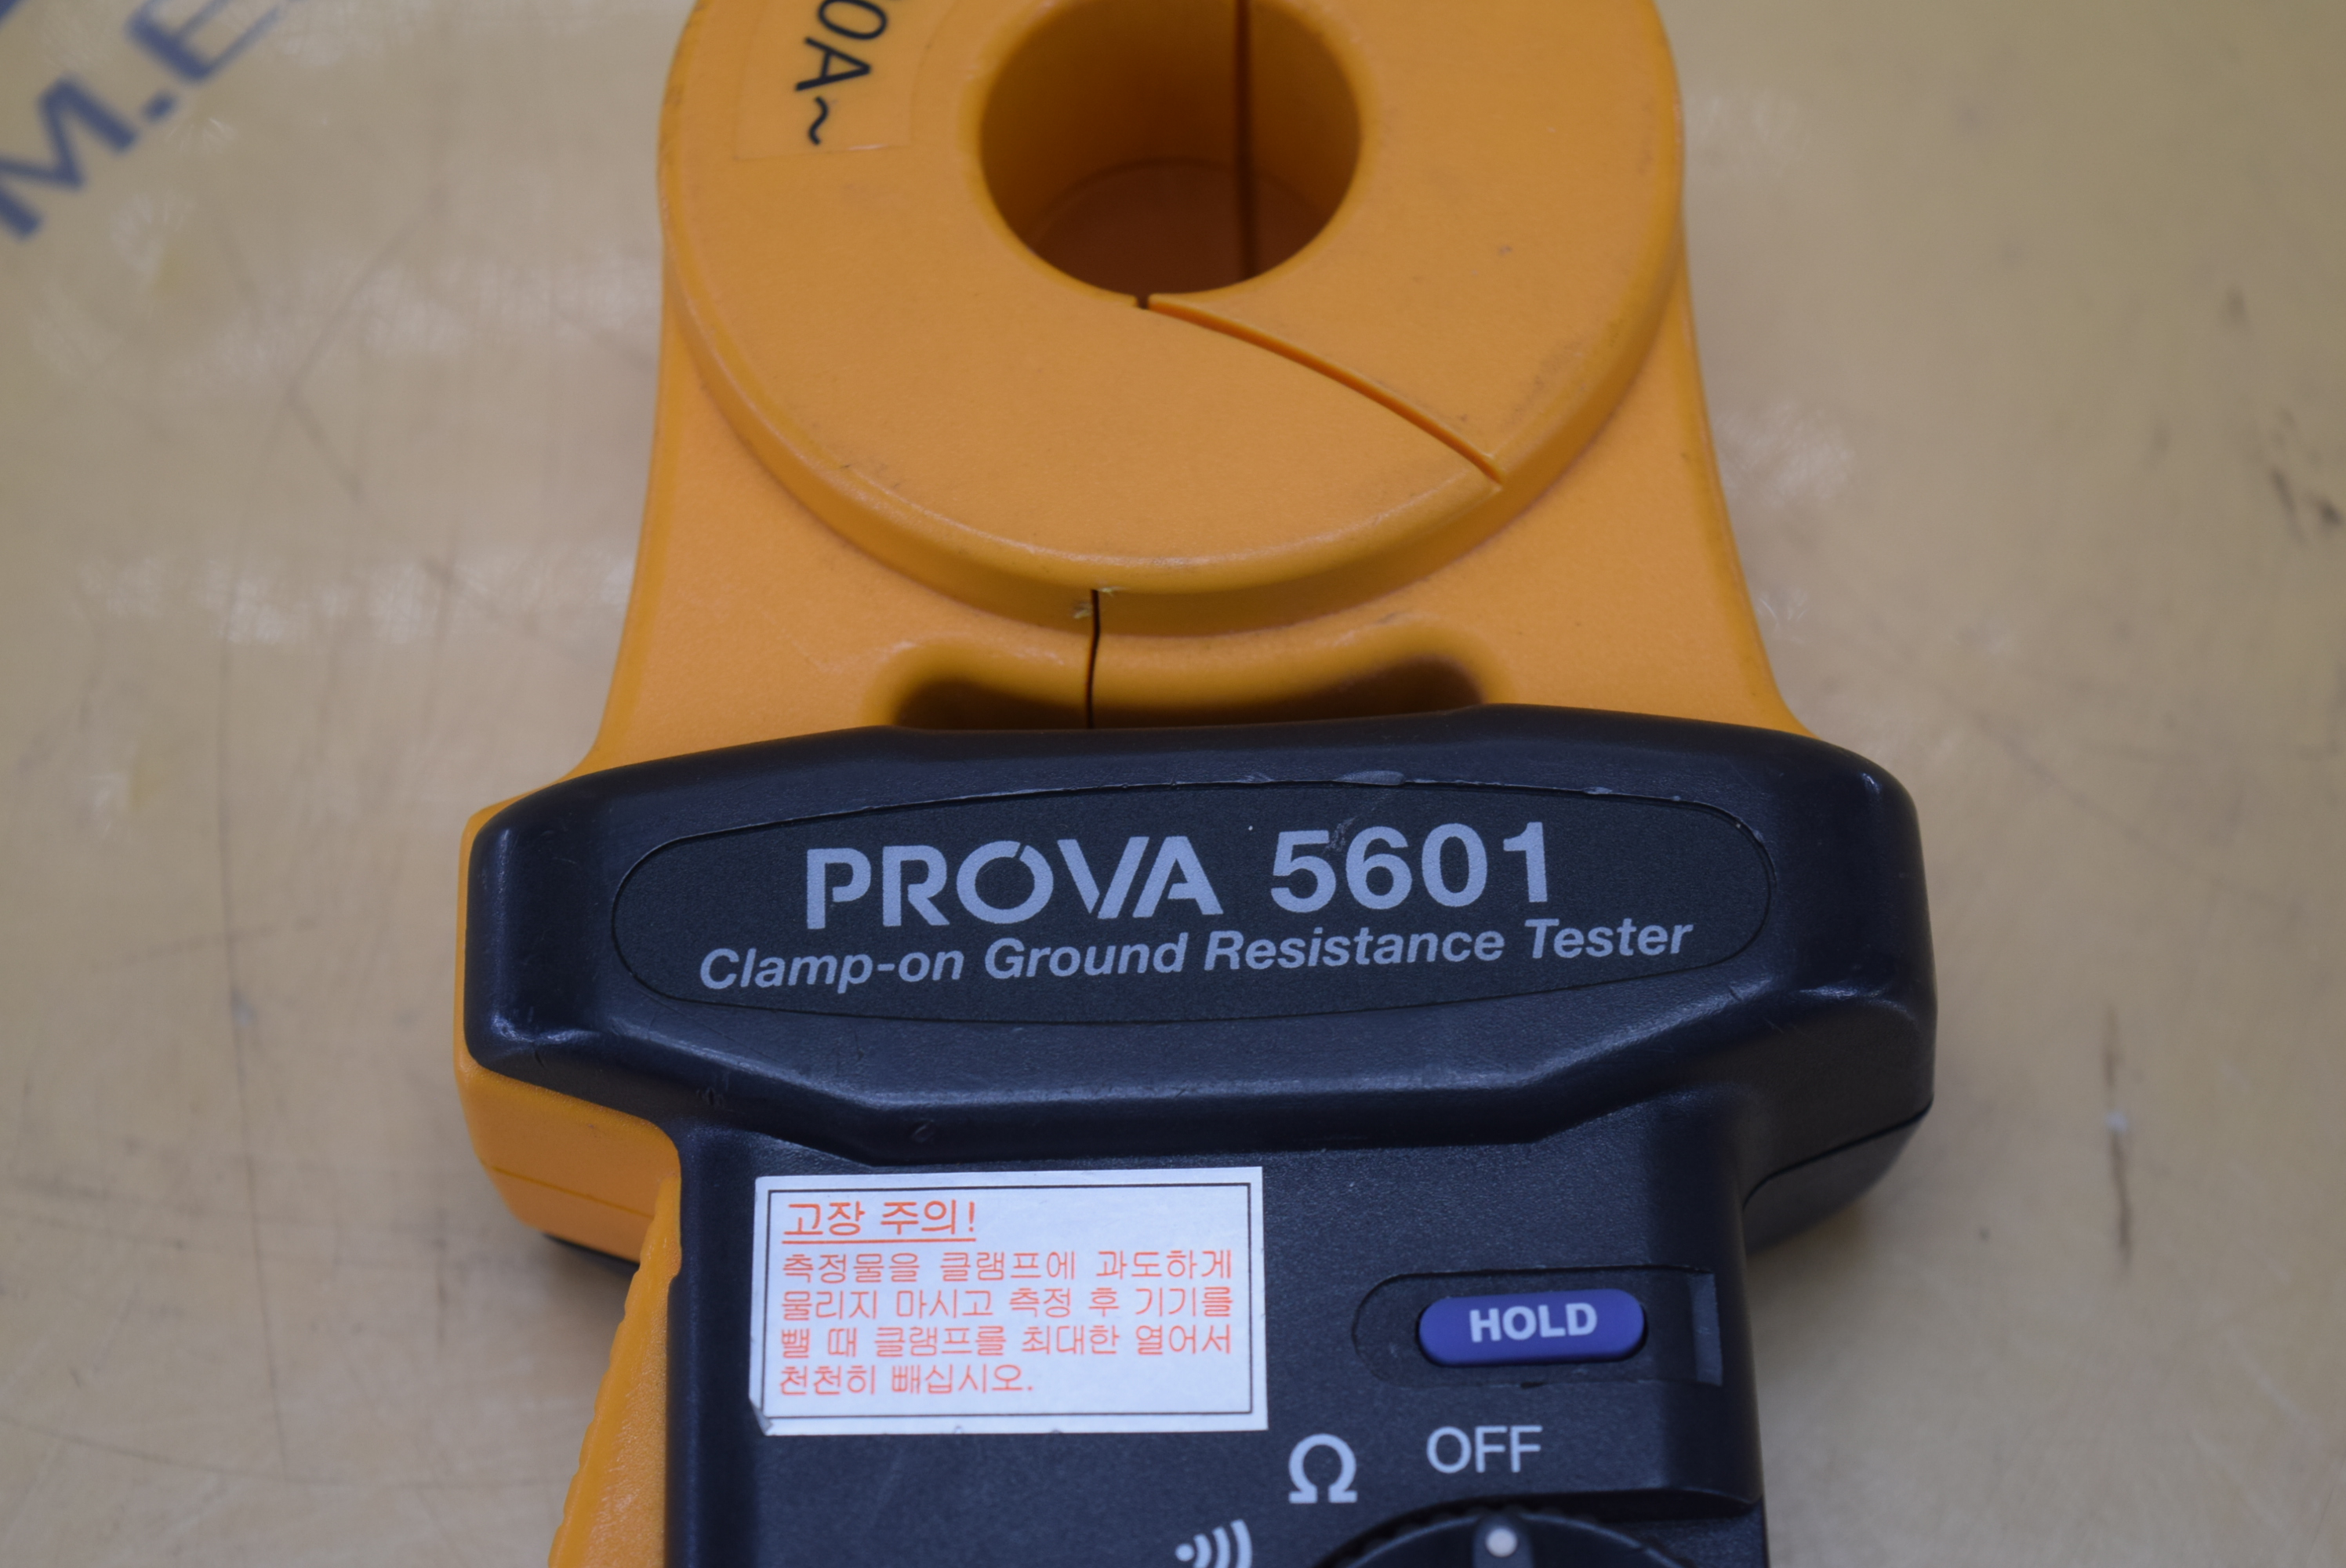 M.E
0A~
PROVA 5601
Clamp-on Ground Resistance Tester
고장 주의!
측정물을 클램프에 과도하게
물리지 마시고 측정 후 기기를
뺄 때 클램프를 최대한 열어서
천천히 빼십시오.
HOLD
Ω OFF